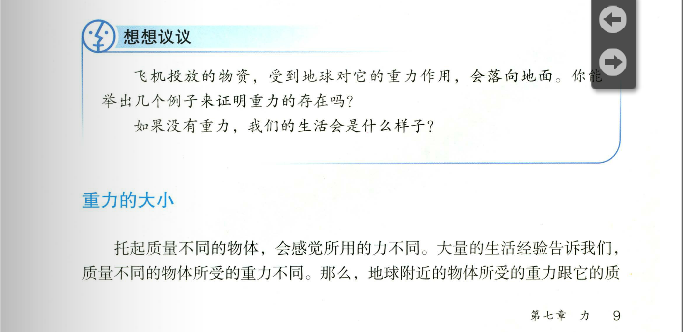 想想议议
飞机投放的物资，受到地球对它的重力作用，会落向地面。你能
举出几个例子来证明重力的存在吗？
如果没有重力，我们的生活会是什么样子？
重力的大小
托起质量不同的物体，会感觉所用的力不同。大量的生活经验告诉我们，
质量不同的物体所受的重力不同。那么，地球附近的物体所受的重力跟它的质
第七章 力 9